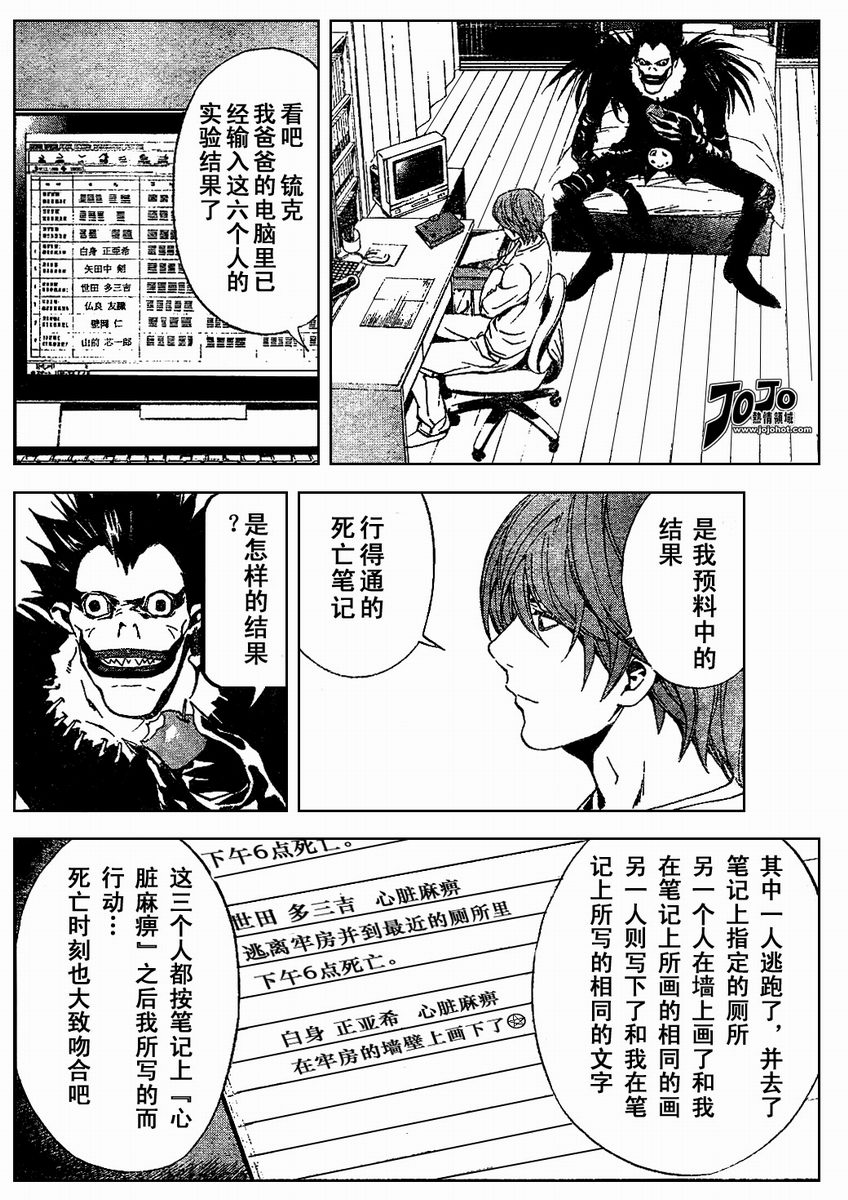 JOJO
熱情領域
www.jojohot.com
看吧 锍克
我爸爸的电脑里已
经输入这六个人的
实验结果了
白身 正亚希
矢田中 剣
世田 多三吉
仏良 友
岡 仁
山 芯一郎
是我预料中的
结果
行得通的
死亡笔记
是怎样的结果
？
其中一人逃跑了，并去了
笔记上指定的厕所
另一个人在墙上画了和我
在笔记上所画的相同的画
另一人则写下了和我在笔
记上所写的相同的文字
下午6点死亡。
世田 多三吉 心脏麻痹
逃离牢房并到最近的厕所里
下午6点死亡。
白身 正亚希 心脏麻痹
在牢房的墙壁上画下了
这三个人都按笔记上『心
脏麻痹』之后我所写的而
行动…
死亡时刻也大致吻合吧